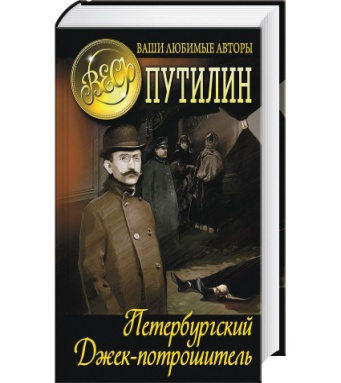 ВАШИ ЛЮБИМЫЕ АВТОРЫ
ВЕСЬ
ПУТИЛИН
Петербургский
Джек-потрошитель